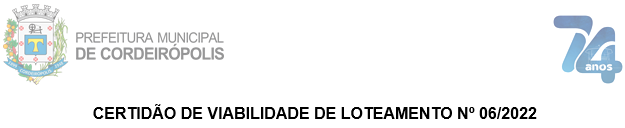 PREFEITURA MUNICIPAL
DE CORDEIRÓPOLIS
74
anos
CERTIDÃO DE VIABILIDADE DE LOTEAMENTO Nº 06/2022